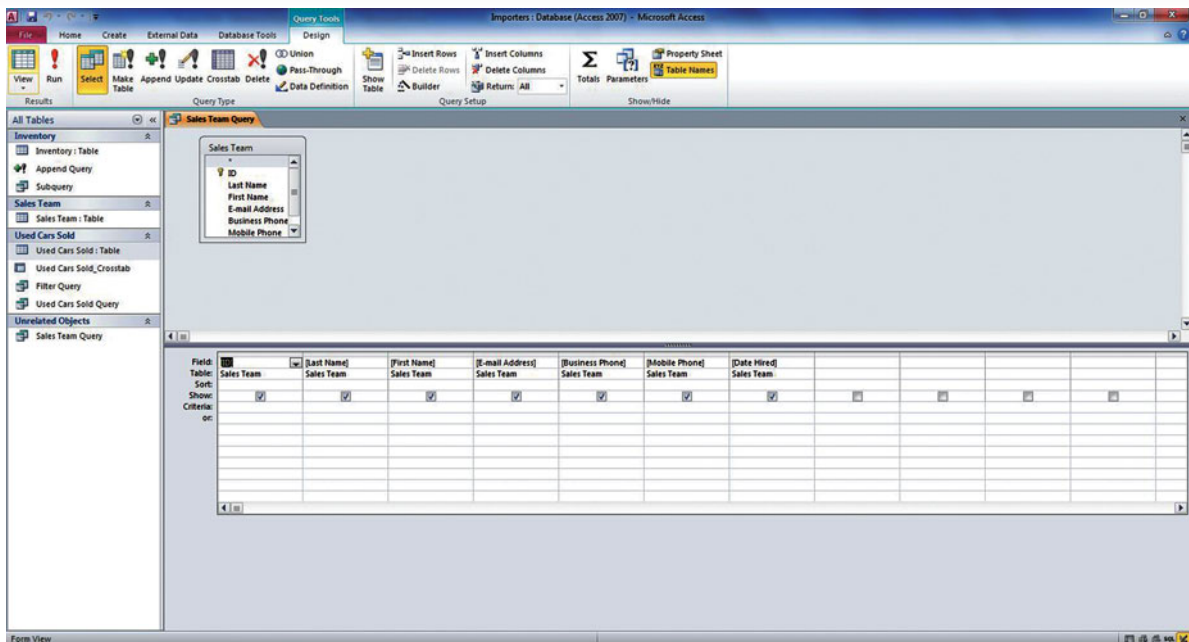 Query Tools
Importers : Database (Access 2007) - Microsoft Access
File Home Create External Data Database Tools Design
View
Run
Select
Make Table
Append
Update
Crosstab
Delete
Union
Pass-Through
Data Definition
Show Table
Insert Rows
Delete Rows
Builder
Insert Columns
Delete Columns
Return: All
Totals
Parameters
Property Sheet
Table Names
Results Query Type Query Setup Show/Hide
All Tables
Inventory
Inventory : Table
Append Query
Subquery
Sales Team
Sales Team : Table
Used Cars Sold
Used Cars Sold : Table
Used Cars Sold_Crosstab
Filter Query
Used Cars Sold Query
Unrelated Objects
Sales Team Query
Sales Team Query
Sales Team
*
ID
Last Name
First Name
E-mail Address
Business Phone
Mobile Phone
Field: ID [Last Name] [First Name] [E-mail Address] [Business Phone] [Mobile Phone] [Date Hired]
Table: Sales Team Sales Team Sales Team Sales Team Sales Team Sales Team Sales Team
Sort:
Show:
Criteria:
or:
Form View
SQL